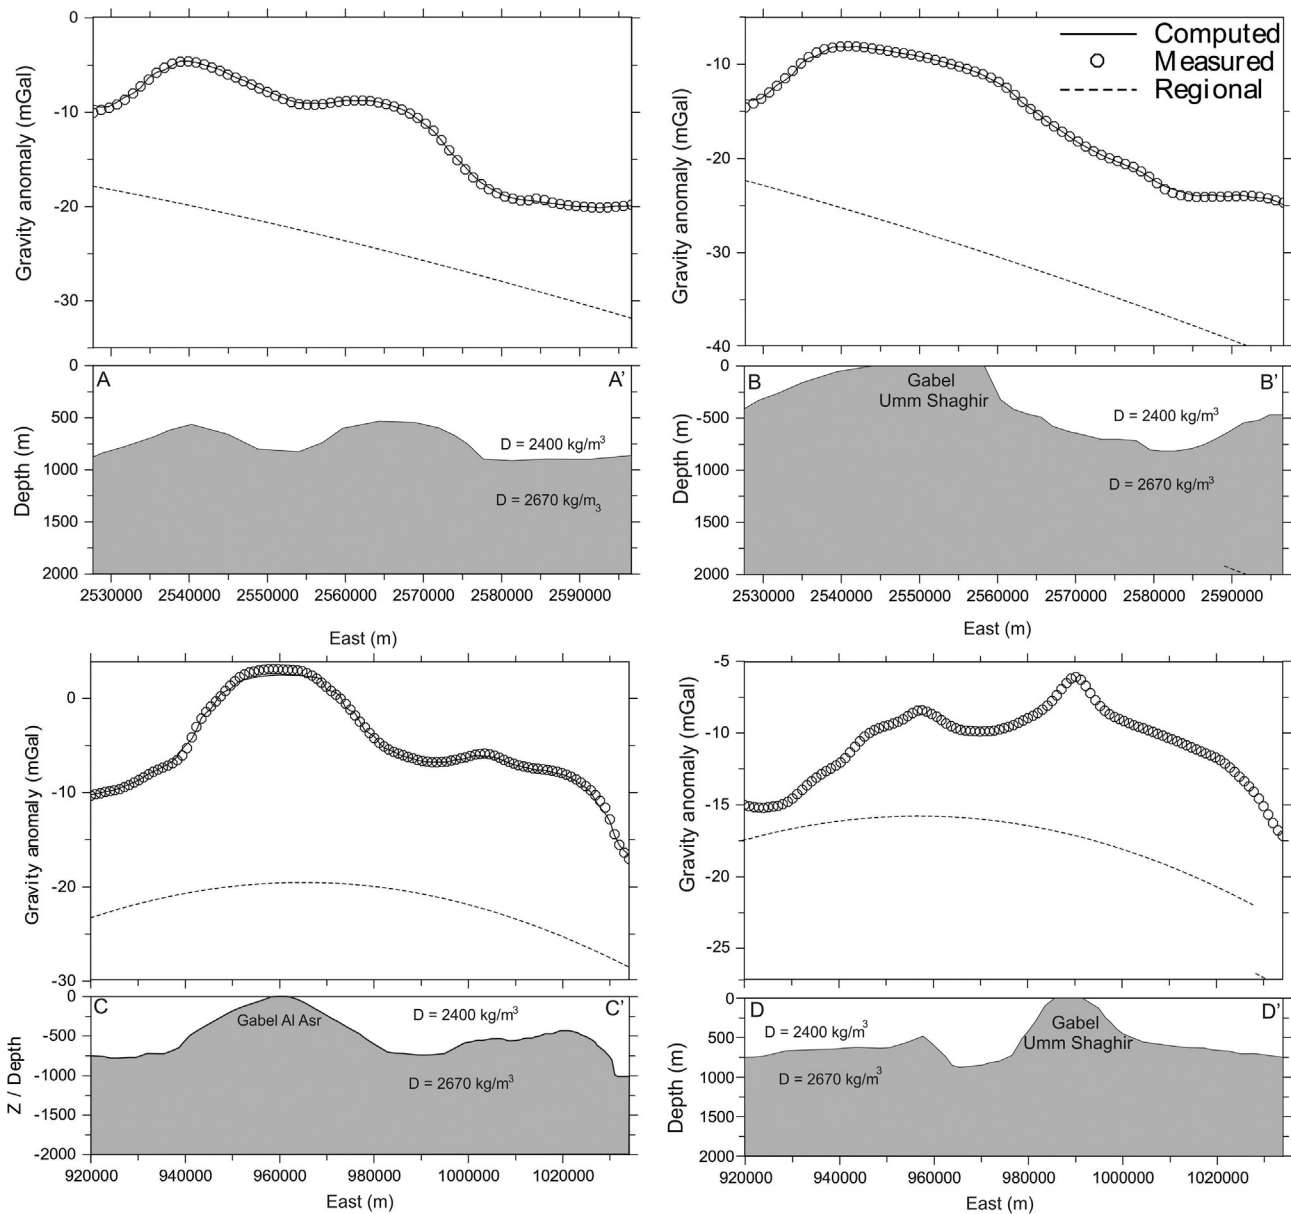 0
-10
-20
-30
Gravity anomaly (mGal)
0
500
1000
1500
2000
Depth (m)
A
A'
D = 2400 kg/m³
D = 2670 kg/m₃
2530000 2540000 2550000 2560000 2570000 2580000 2590000
East (m)
-10
-20
-30
-40
Gravity anomaly (mGal)
Computed
Measured
Regional
0
-500
1000
1500
2000
Depth (m)
B
B'
Gabel
Umm Shaghir
D = 2400 kg/m³
D = 2670 kg/m³
2530000 2540000 2550000 2560000 2570000 2580000 2590000
East (m)
0
-10
-20
-30
Gravity anomaly (mGal)
0
-500
-1000
-1500
-2000
Z / Depth
C
C'
Gabel Al Asr
D = 2400 kg/m³
D = 2670 kg/m³
920000 940000 960000 980000 1000000 1020000
East (m)
-5
-10
-15
-20
-25
Gravity anomaly (mGal)
0
500
1000
1500
2000
Depth (m)
D
D'
D = 2400 kg/m³
D = 2670 kg/m³
Gabel
Umm Shaghir
920000 940000 960000 980000 1000000 1020000
East (m)